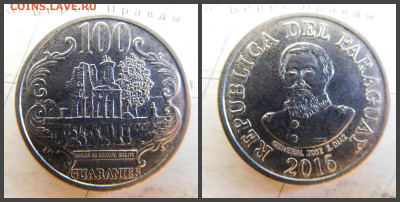 COINS.LAVE.RU
100
GUARANIES
REPUBLICA DEL PARAGUAY
GENERAL JOSE E. DIAZ
2016